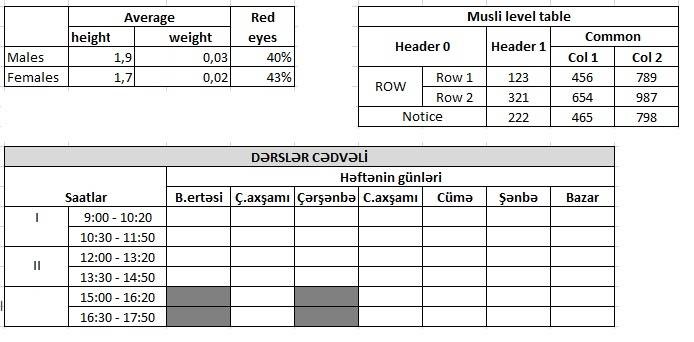 Average Red
height weight eyes
Males 1,9 0,03 40%
Females 1,7 0,02 43%
Musli level table
Header 0 Header 1 Common
Col 1 Col 2
ROW Row 1 123 456 789
Row 2 321 654 987
Notice 222 465 798
DƏRSLƏR CƏDVƏLİ
Həftənin günləri
Saatlar B.ertəsi Ç.axşamı Çərşənbə C.axşamı Cümə Şənbə Bazar
I 9:00 - 10:20
10:30 - 11:50
II 12:00 - 13:20
13:30 - 14:50
15:00 - 16:20
16:30 - 17:50